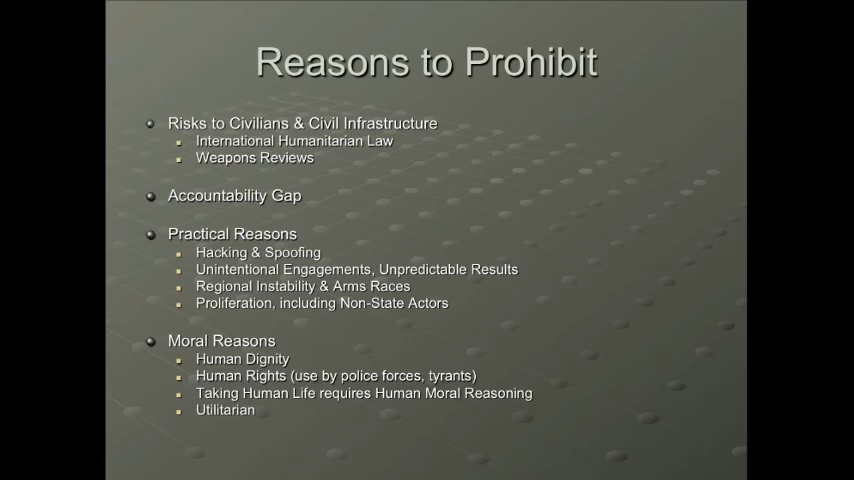 Reasons to Prohibit
Risks to Civilians & Civil Infrastructure
International Humanitarian Law
Weapons Reviews
Accountability Gap
Practical Reasons
Hacking & Spoofing
Unintentional Engagements, Unpredictable Results
Regional Instability & Arms Races
Proliferation, including Non-State Actors
Moral Reasons
Human Dignity
Human Rights (use by police forces, tyrants)
Taking Human Life requires Human Moral Reasoning
Utilitarian